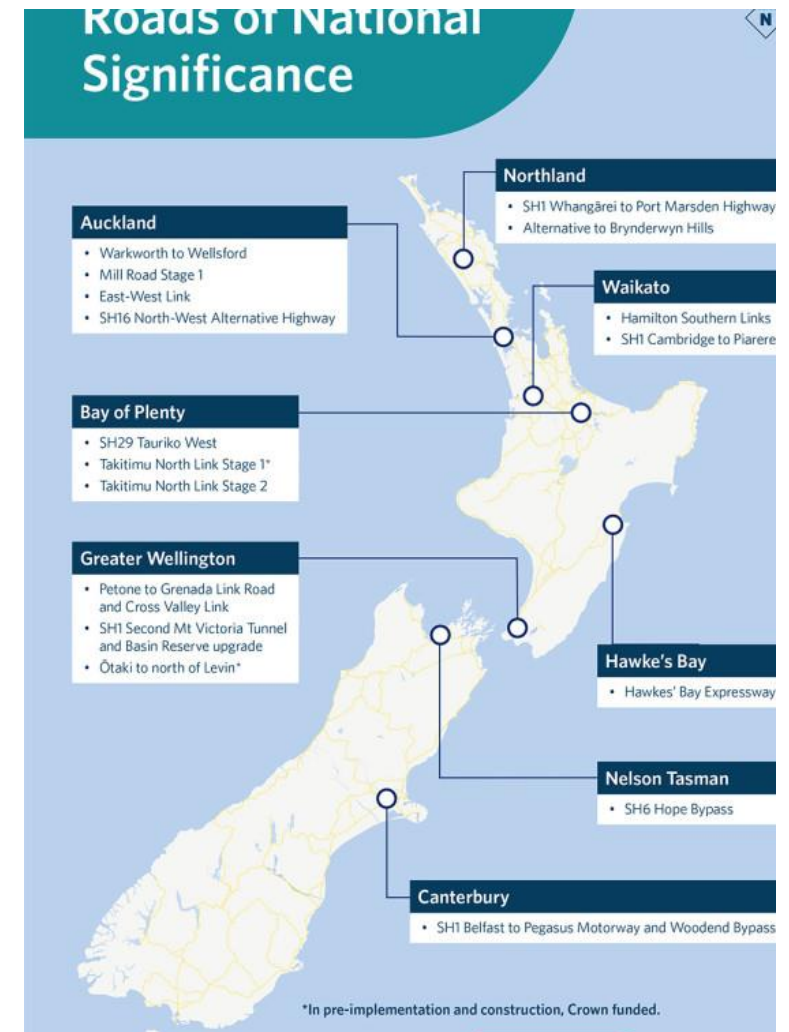 Roads of National
Significance
N
Northland
• SH1 Whangārei to Port Marsden Highway
• Alternative to Brynderwyn Hills
Auckland
• Warkworth to Wellsford
• Mill Road Stage 1
• East-West Link
• SH16 North-West Alternative Highway
Waikato
• Hamilton Southern Links
• SH1 Cambridge to Piarere
Bay of Plenty
• SH29 Tauriko West
• Takitimu North Link Stage 1*
• Takitimu North Link Stage 2
Greater Wellington
• Petone to Grenada Link Road
and Cross Valley Link
• SH1 Second Mt Victoria Tunnel
and Basin Reserve upgrade
• Ōtaki to north of Levin*
Hawke's Bay
• Hawkes' Bay Expressway
Nelson Tasman
• SH6 Hope Bypass
Canterbury
• SH1 Belfast to Pegasus Motorway and Woodend Bypass
*In pre-implementation and construction, Crown funded.